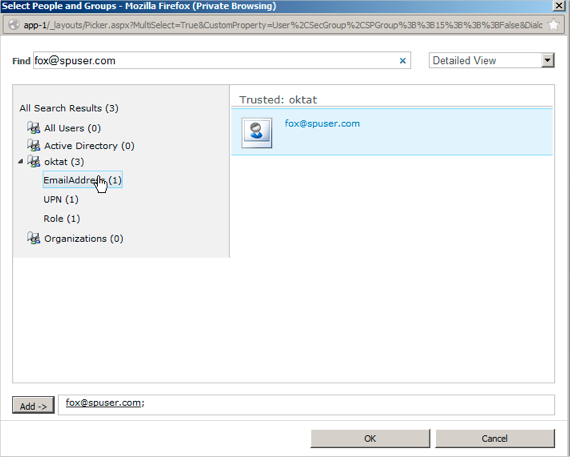 Select People and Groups - Mozilla Firefox (Private Browsing)
app-1/_layouts/Picker.aspx?MultiSelect=True&CustomProperty=User%2CSecGroup%2CSPGroup%3B%3B15%3B%3B%3BFalse&Dialo
Find fox@spuser.com × Detailed View
All Search Results (3)
All Users (0)
Active Directory (0)
oktat (3)
EmailAddress (1)
UPN (1)
Role (1)
Organizations (0)
Trusted: oktat
fox@spuser.com
Add -> fox@spuser.com;
OK Cancel